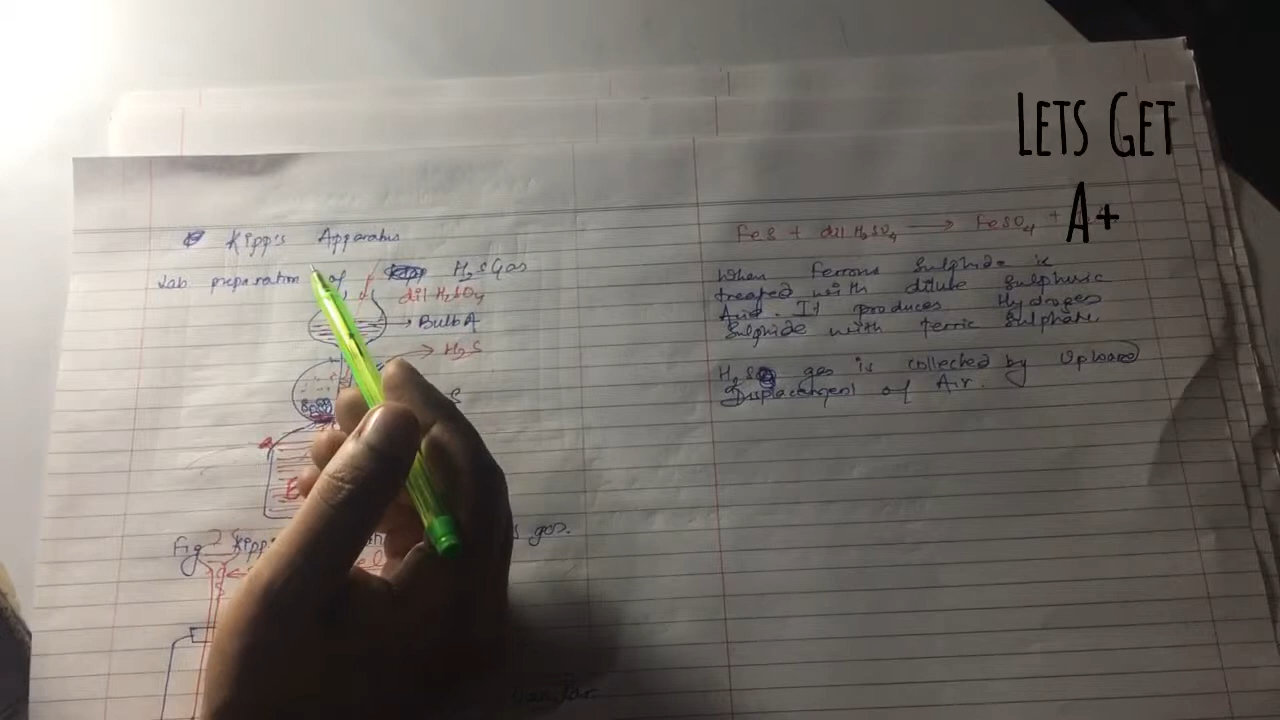 LETS GET
A+
Kipp's Apparatus
Lab preparation of H₂S Gas
dil H₂SO₄
→ Bulb A
→ H₂S
S
E
Fig Kipp's gas.
FeS + dil H₂SO₄ → FeSO₄ +
When Ferrous Sulphide is
treated with dilute Sulphuric
Acid. It produces Hydrogen
Sulphide with ferric Sulphate.
H₂S gas is collected by Upward
Displacement of Air.